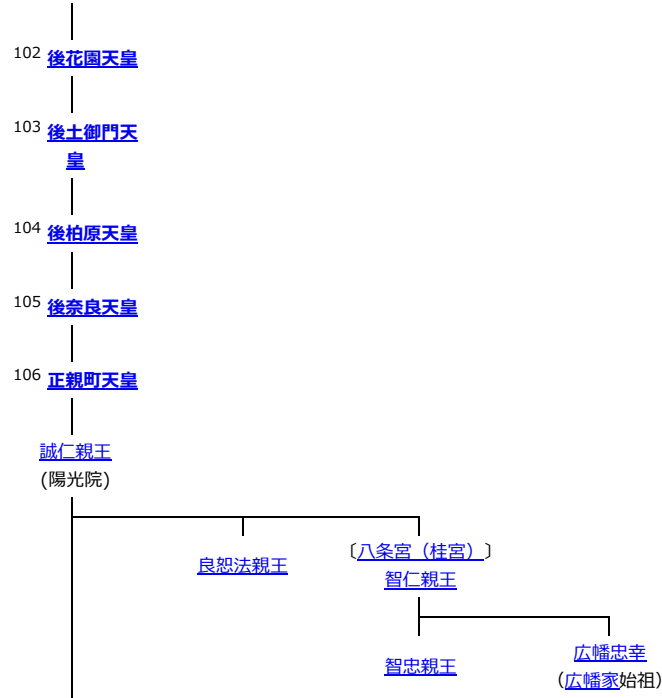 102 後花園天皇
103 後土御門天
皇
104 後柏原天皇
105 後奈良天皇
106 正親町天皇
誠仁親王
(陽光院)
良恕法親王
〔八条宮（桂宮）〕
智仁親王
智忠親王
広幡忠幸
(広幡家始祖)